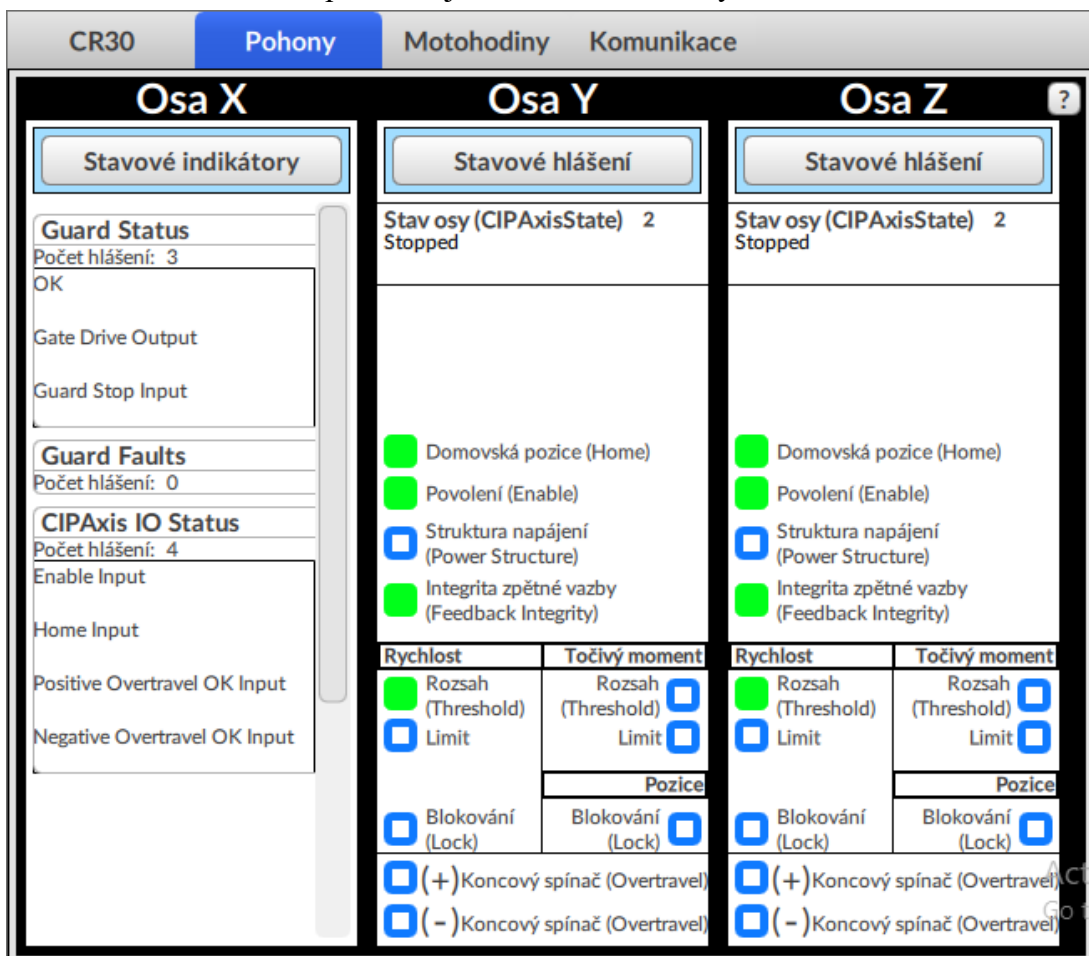 CR30 Pohony Motohodiny Komunikace
Osa X Osa Y Osa Z ?
Stavové indikátory
Guard Status
Počet hlášení: 3
OK
Gate Drive Output
Guard Stop Input
Guard Faults
Počet hlášení: 0
CIPAxis IO Status
Počet hlášení: 4
Enable Input
Home Input
Positive Overtravel OK Input
Negative Overtravel OK Input
Stavové hlášení
Stav osy (CIPAxisState) 2
Stopped
Domovská pozice (Home)
Povolení (Enable)
Struktura napájení
(Power Structure)
Integrita zpětné vazby
(Feedback Integrity)
Rychlost Točivý moment
Rozsah Rozsah
(Threshold) (Threshold)
Limit Limit
Pozice
Blokování Blokování
(Lock) (Lock)
(+) Koncový spínač (Overtravel)
(-) Koncový spínač (Overtravel)
Stavové hlášení
Stav osy (CIPAxisState) 2
Stopped
Domovská pozice (Home)
Povolení (Enable)
Struktura napájení
(Power Structure)
Integrita zpětné vazby
(Feedback Integrity)
Rychlost Točivý moment
Rozsah Rozsah
(Threshold) (Threshold)
Limit Limit
Pozice
Blokování Blokování
(Lock) (Lock)
(+) Koncový spínač (Overtravel)
(-) Koncový spínač (Overtravel)